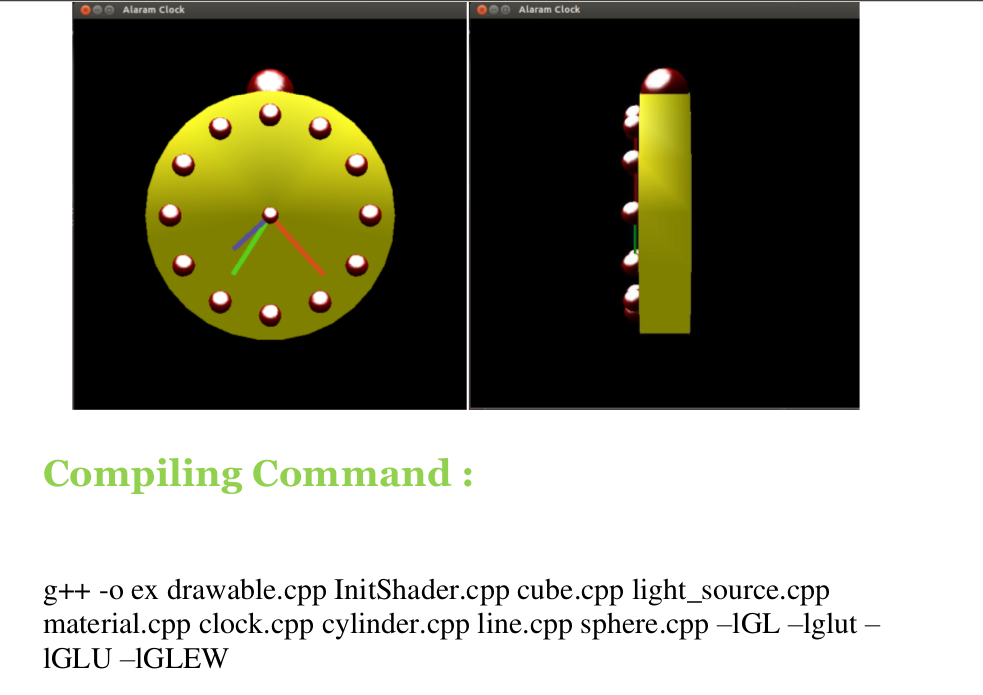 Alaram Clock
Alaram Clock
Compiling Command :
g++ -o ex drawable.cpp InitShader.cpp cube.cpp light_source.cpp
material.cpp clock.cpp cylinder.cpp line.cpp sphere.cpp –lGL –lglut –
lGLU –lGLEW